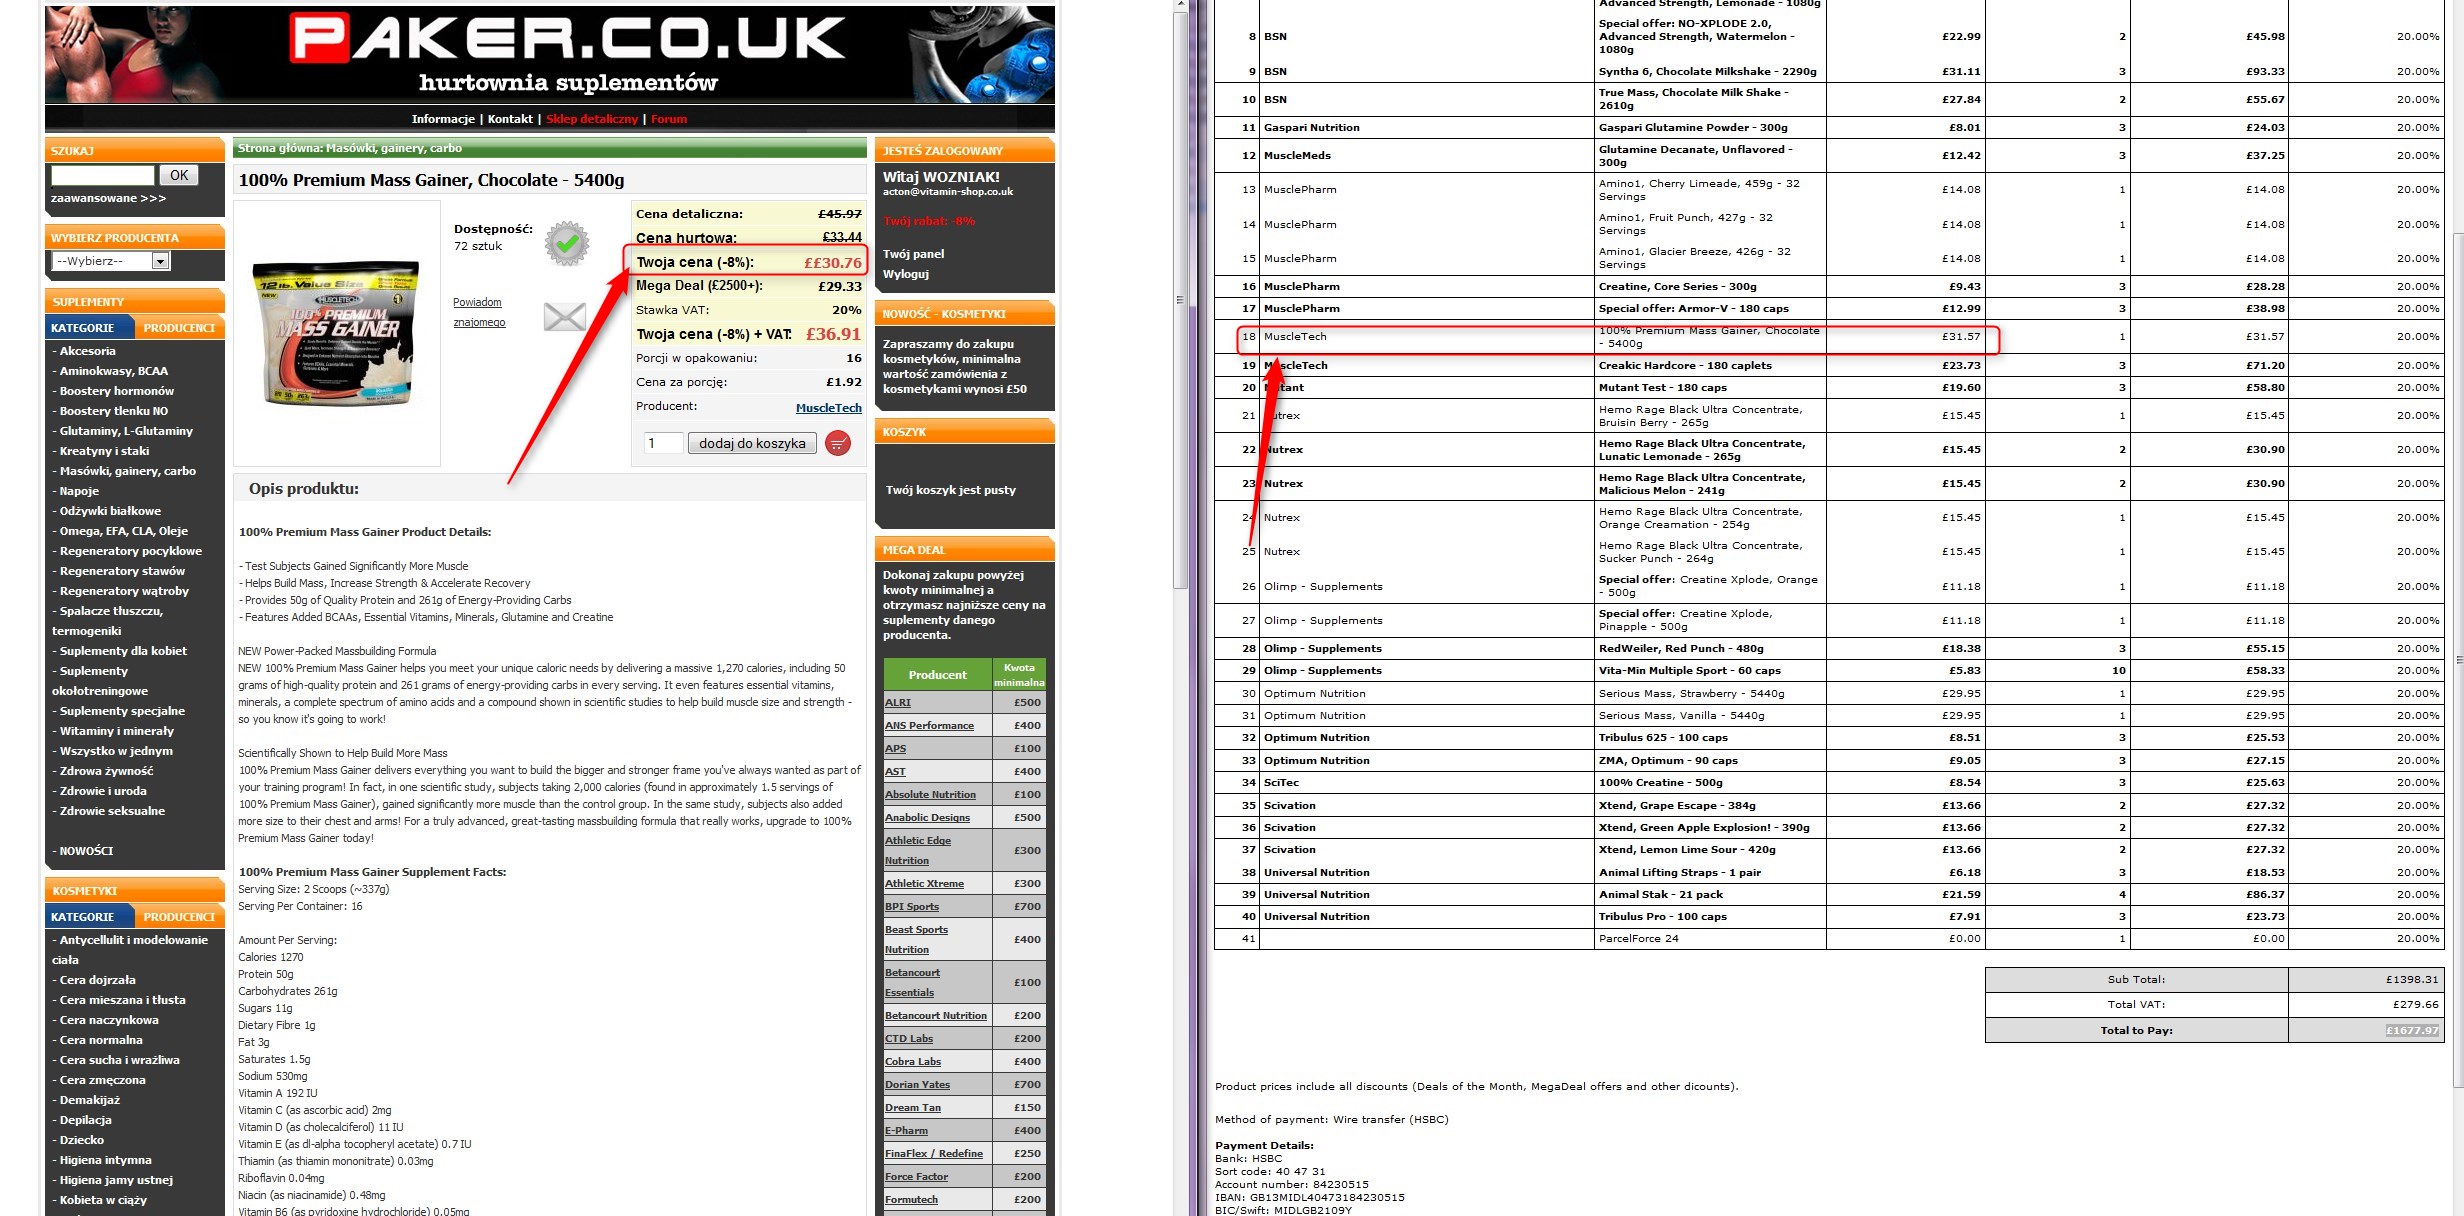 PAKER.CO.UK
hurtownia suplementów
Informacje | Kontakt | Sklep detaliczny | Forum
SZUKAJ
OK
zaawansowane >>>
WYBIERZ PRODUCENTA
--Wybierz--
SUPLEMENTY
KATEGORIE PRODUCENCI
- Akcesoria
- Aminokwasy, BCAA
- Boostery hormonów
- Boostery tlenku NO
- Glutaminy, L-Glutaminy
- Kreatyny i staki
- Masówki, gainery, carbo
- Napoje
- Odżywki białkowe
- Omega, EFA, CLA, Oleje
- Regeneratory pocyklowe
- Regeneratory stawów
- Regeneratory wątroby
- Spalacze tłuszczu,
termogeniki
- Suplementy dla kobiet
- Suplementy
okołotreningowe
- Suplementy specjalne
- Witaminy i minerały
- Wszystko w jednym
- Zdrowa żywność
- Zdrowie i uroda
- Zdrowie seksualne
- NOWOŚCI
KOSMETYKI
KATEGORIE PRODUCENCI
- Antycellulit i modelowanie
ciała
- Cera dojrzała
- Cera mieszana i tłusta
- Cera naczynkowa
- Cera normalna
- Cera sucha i wrażliwa
- Cera zmęczona
- Demakijaż
- Depilacja
- Dziecko
- Higiena intymna
- Higiena jamy ustnej
- Kobieta w ciąży
Strona główna: Masówki, gainery, carbo
100% Premium Mass Gainer, Chocolate - 5400g
12 lb. Value Size
NEW!
MUSCLETECH
100% PREMIUM
MASS GAINER
Dostępność:
72 sztuk
Powiadom
znajomego
Cena detaliczna: £45.97
Cena hurtowa: £33.44
Twoja cena (-8%): ££30.76
Mega Deal (£2500+): £29.33
Stawka VAT: 20%
Twoja cena (-8%) + VAT: £36.91
Porcji w opakowaniu: 16
Cena za porcję: £1.92
Producent: MuscleTech
1 dodaj do koszyka
Opis produktu:
100% Premium Mass Gainer Product Details:
- Test Subjects Gained Significantly More Muscle
- Helps Build Mass, Increase Strength & Accelerate Recovery
- Provides 50g of Quality Protein and 261g of Energy-Providing Carbs
- Features Added BCAAs, Essential Vitamins, Minerals, Glutamine and Creatine
NEW Power-Packed Massbuilding Formula
NEW 100% Premium Mass Gainer helps you meet your unique caloric needs by delivering a massive 1,270 calories, including 50
grams of high-quality protein and 261 grams of energy-providing carbs in every serving. It even features essential vitamins,
minerals, a complete spectrum of amino acids and a compound shown in scientific studies to help build muscle size and strength -
so you know it's going to work!
Scientifically Shown to Help Build More Mass
100% Premium Mass Gainer delivers everything you want to build the bigger and stronger frame you've always wanted as part of
your training program! In fact, in one scientific study, subjects taking 2,000 calories (found in approximately 1.5 servings of
100% Premium Mass Gainer), gained significantly more muscle than the control group. In the same study, subjects also added
more size to their chest and arms! For a truly advanced, great-tasting massbuilding formula that really works, upgrade to 100%
Premium Mass Gainer today!
100% Premium Mass Gainer Supplement Facts:
Serving Size: 2 Scoops (~337g)
Serving Per Container: 16
Amount Per Serving:
Calories 1270
Protein 50g
Carbohydrates 261g
Sugars 11g
Dietary Fibre 1g
Fat 3g
Saturates 1.5g
Sodium 530mg
Vitamin A 192 IU
Vitamin C (as ascorbic acid) 2mg
Vitamin D (as cholecalciferol) 11 IU
Vitamin E (as dl-alpha tocopheryl acetate) 0.7 IU
Thiamin (as thiamin mononitrate) 0.03mg
Riboflavin 0.04mg
Niacin (as niacinamide) 0.48mg
Vitamin B6 (as pyridoxine hydrochloride) 0.05mg
JESTEŚ ZALOGOWANY
Witaj WOZNIAK!
acton@vitamin-shop.co.uk
Twój rabat: -8%
Twój panel
Wyloguj
NOWOŚĆ - KOSMETYKI
Zapraszamy do zakupu
kosmetyków, minimalna
wartość zamówienia z
kosmetykami wynosi £50
KOSZYK
Twój koszyk jest pusty
MEGA DEAL
Dokonaj zakupu powyżej
kwoty minimalnej a
otrzymasz najniższe ceny na
suplementy danego
producenta.
Producent Kwota minimalna
ALRI £500
ANS Performance £400
APS £100
AST £400
Absolute Nutrition £100
Anabolic Designs £500
Athletic Edge Nutrition £300
Athletic Xtreme £300
BPI Sports £700
Beast Sports Nutrition £400
Betancourt Essentials £100
Betancourt Nutrition £200
CTD Labs £200
Cobra Labs £400
Dorian Yates £700
Dream Tan £150
E-Pharm £400
FinaFlex / Redefine £250
Force Factor £200
Formutech £200
Advanced Strength, Lemonade - 1080g
8 BSN Special offer: NO-XPLODE 2.0, Advanced Strength, Watermelon - 1080g £22.99 2 £45.98 20.00%
9 BSN Syntha 6, Chocolate Milkshake - 2290g £31.11 3 £93.33 20.00%
10 BSN True Mass, Chocolate Milk Shake - 2610g £27.84 2 £55.67 20.00%
11 Gaspari Nutrition Gaspari Glutamine Powder - 300g £8.01 3 £24.03 20.00%
12 MuscleMeds Glutamine Decanate, Unflavored - 300g £12.42 3 £37.25 20.00%
13 MusclePharm Amino1, Cherry Limeade, 459g - 32 Servings £14.08 1 £14.08 20.00%
14 MusclePharm Amino1, Fruit Punch, 427g - 32 Servings £14.08 1 £14.08 20.00%
15 MusclePharm Amino1, Glacier Breeze, 426g - 32 Servings £14.08 1 £14.08 20.00%
16 MusclePharm Creatine, Core Series - 300g £9.43 3 £28.28 20.00%
17 MusclePharm Special offer: Armor-V - 180 caps £12.99 3 £38.98 20.00%
18 MuscleTech 100% Premium Mass Gainer, Chocolate - 5400g £31.57 1 £31.57 20.00%
19 MuscleTech Creakic Hardcore - 180 caplets £23.73 3 £71.20 20.00%
20 Mutant Mutant Test - 180 caps £19.60 3 £58.80 20.00%
21 Nutrex Hemo Rage Black Ultra Concentrate, Bruisin Berry - 265g £15.45 1 £15.45 20.00%
22 Nutrex Hemo Rage Black Ultra Concentrate, Lunatic Lemonade - 265g £15.45 2 £30.90 20.00%
23 Nutrex Hemo Rage Black Ultra Concentrate, Malicious Melon - 241g £15.45 2 £30.90 20.00%
24 Nutrex Hemo Rage Black Ultra Concentrate, Orange Creamation - 254g £15.45 1 £15.45 20.00%
25 Nutrex Hemo Rage Black Ultra Concentrate, Sucker Punch - 264g £15.45 1 £15.45 20.00%
26 Olimp - Supplements Special offer: Creatine Xplode, Orange - 500g £11.18 1 £11.18 20.00%
27 Olimp - Supplements Special offer: Creatine Xplode, Pinapple - 500g £11.18 1 £11.18 20.00%
28 Olimp - Supplements RedWeiler, Red Punch - 480g £18.38 3 £55.15 20.00%
29 Olimp - Supplements Vita-Min Multiple Sport - 60 caps £5.83 10 £58.33 20.00%
30 Optimum Nutrition Serious Mass, Strawberry - 5440g £29.95 1 £29.95 20.00%
31 Optimum Nutrition Serious Mass, Vanilla - 5440g £29.95 1 £29.95 20.00%
32 Optimum Nutrition Tribulus 625 - 100 caps £8.51 3 £25.53 20.00%
33 Optimum Nutrition ZMA, Optimum - 90 caps £9.05 3 £27.15 20.00%
34 SciTec 100% Creatine - 500g £8.54 3 £25.63 20.00%
35 Scivation Xtend, Grape Escape - 384g £13.66 2 £27.32 20.00%
36 Scivation Xtend, Green Apple Explosion! - 390g £13.66 2 £27.32 20.00%
37 Scivation Xtend, Lemon Lime Sour - 420g £13.66 2 £27.32 20.00%
38 Universal Nutrition Animal Lifting Straps - 1 pair £6.18 3 £18.53 20.00%
39 Universal Nutrition Animal Stak - 21 pack £21.59 4 £86.37 20.00%
40 Universal Nutrition Tribulus Pro - 100 caps £7.91 3 £23.73 20.00%
41 ParcelForce 24 £0.00 1 £0.00 20.00%
Sub Total: £1398.31
Total VAT: £279.66
Total to Pay: £1677.97
Product prices include all discounts (Deals of the Month, MegaDeal offers and other dicounts).
Method of payment: Wire transfer (HSBC)
Payment Details:
Bank: HSBC
Sort code: 40 47 31
Account number: 84230515
IBAN: GB13MIDL40473184230515
BIC/Swift: MIDLGB2109Y